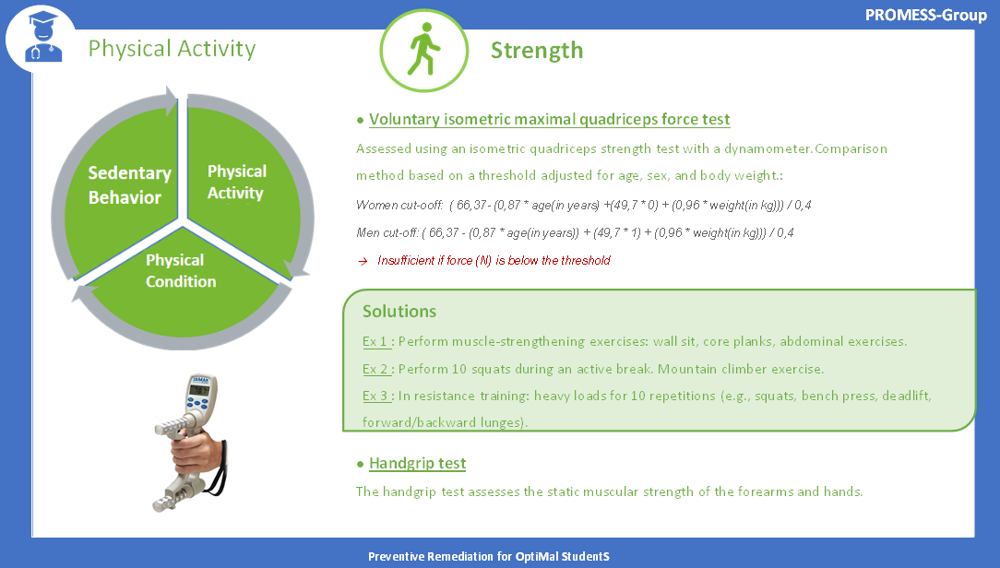 PROMESS-Group
Physical Activity
Strength
Sedentary
Behavior
Physical
Activity
Physical
Condition
● Voluntary isometric maximal quadriceps force test
Assessed using an isometric quadriceps strength test with a dynamometer.Comparison
method based on a threshold adjusted for age, sex, and body weight.:
Women cut-ooff: ( 66,37- (0,87 * age(in years) +(49,7 * 0) + (0,96 * weight(in kg))) / 0,4
Men cut-off: ( 66,37 - (0,87 * age(in years)) + (49,7 * 1) + (0,96 * weight(in kg))) / 0,4
→ Insufficient if force (N) is below the threshold
Solutions
Ex 1 : Perform muscle-strengthening exercises: wall sit, core planks, abdominal exercises.
Ex 2 : Perform 10 squats during an active break. Mountain climber exercise.
Ex 3 : In resistance training: heavy loads for 10 repetitions (e.g., squats, bench press, deadlift,
forward/backward lunges).
JAMAR
● Handgrip test
The handgrip test assesses the static muscular strength of the forearms and hands.
Preventive Remediation for OptiMal StudentS